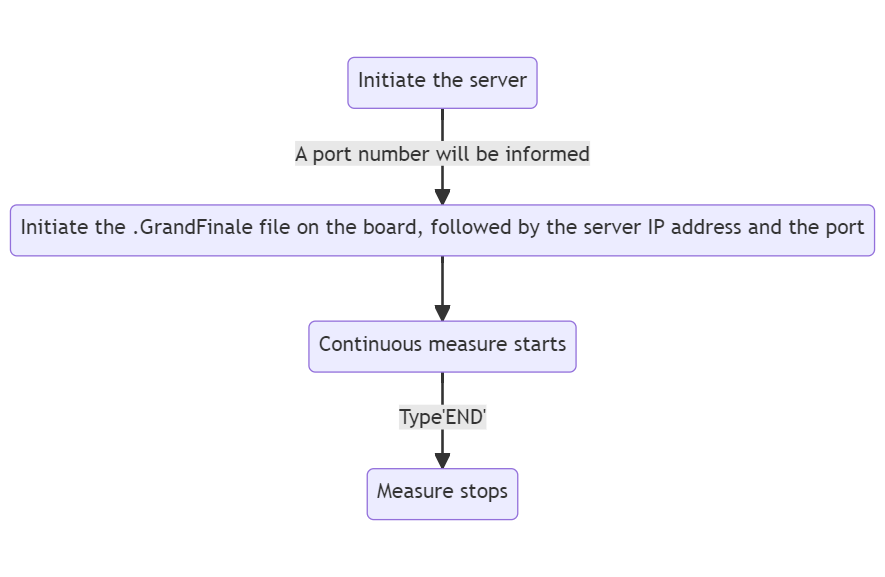 Initiate the server
A port number will be informed
Initiate the .GrandFinale file on the board, followed by the server IP address and the port
Continuous measure starts
Type'END'
Measure stops